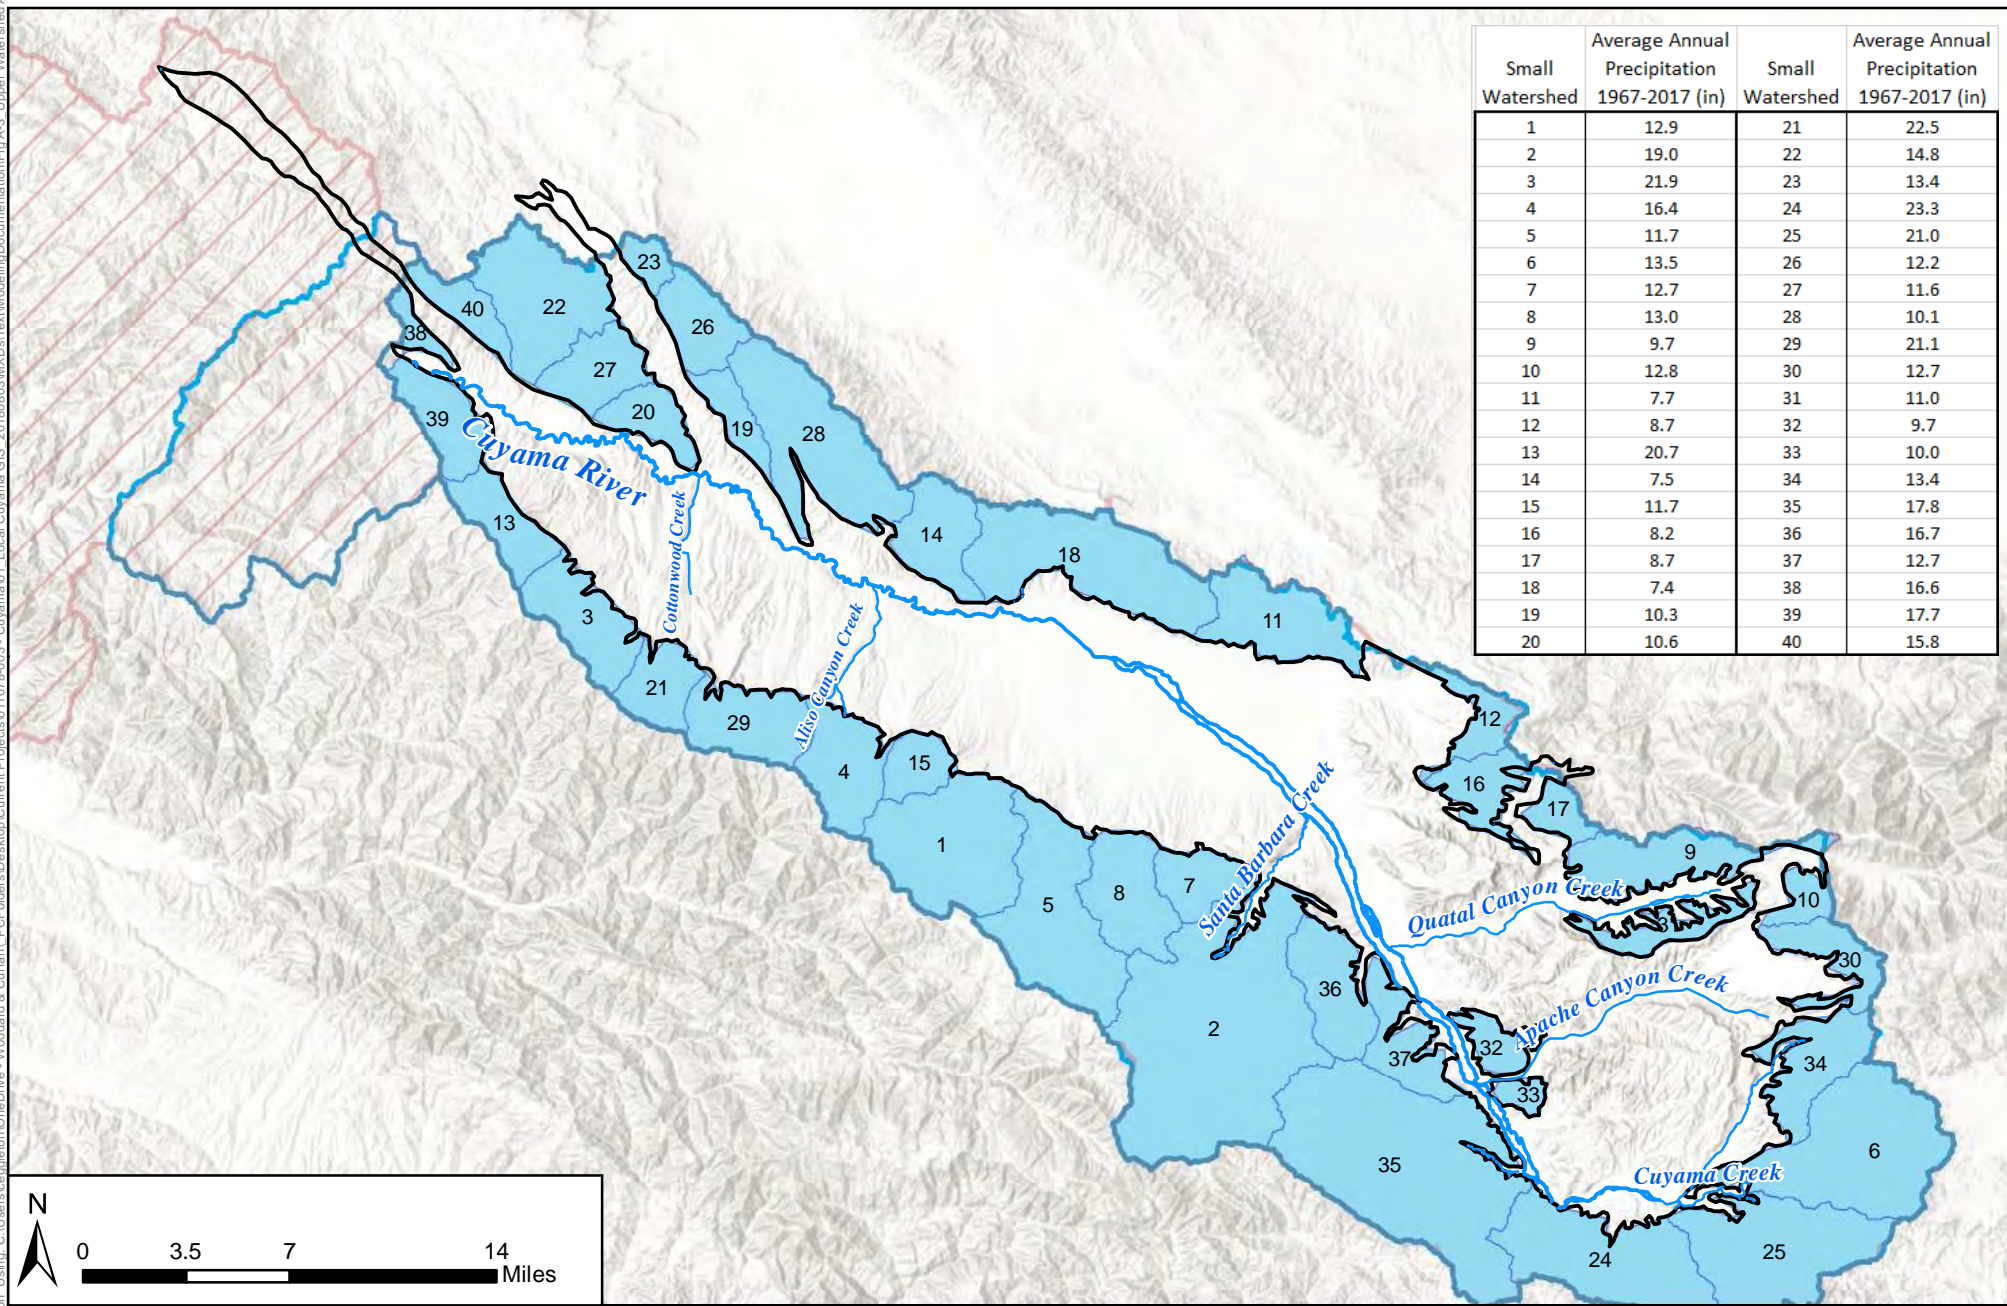 Small Watershed Average Annual Precipitation 1967-2017 (in) Small Watershed Average Annual Precipitation 1967-2017 (in)
1 12.9 21 22.5
2 19.0 22 14.8
3 21.9 23 13.4
4 16.4 24 23.3
5 11.7 25 21.0
6 13.5 26 12.2
7 12.7 27 11.6
8 13.0 28 10.1
9 9.7 29 21.1
10 12.8 30 12.7
11 7.7 31 11.0
12 8.7 32 9.7
13 20.7 33 10.0
14 7.5 34 13.4
15 11.7 35 17.8
16 8.2 36 16.7
17 8.7 37 12.7
18 7.4 38 16.6
19 10.3 39 17.7
20 10.6 40 15.8
23
40
22
26
38
27
20
39
19
28
Cuyama River
Cottonwood Creek
13
14
18
3
11
Aliso Canyon Creek
21
29
12
4
15
16
17
Santa Barbara Creek
1
9
5
8
7
Quatal Canyon Creek
10
31
36
30
Apache Canyon Creek
2
37
32
34
33
35
6
Cuyama Creek
24
25
N
0 3.5 7 14
Miles